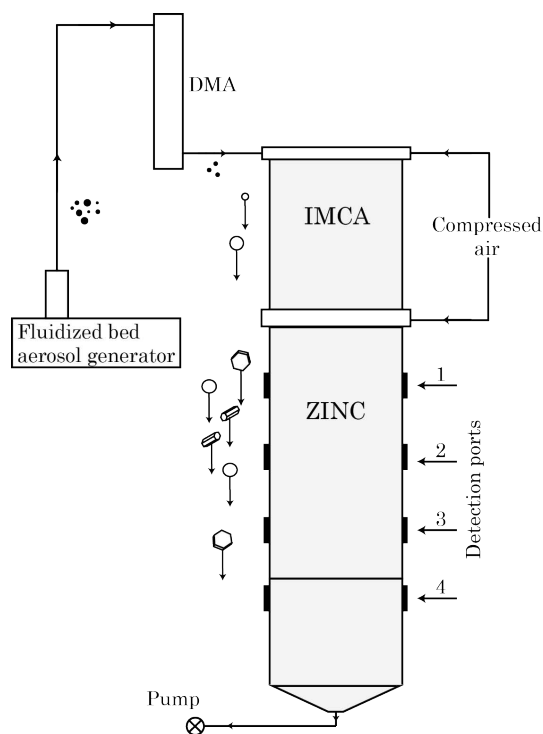 DMA
IMCA
Compressed
air
Fluidized bed
aerosol generator
ZINC
1
2
3
4
Detection ports
Pump